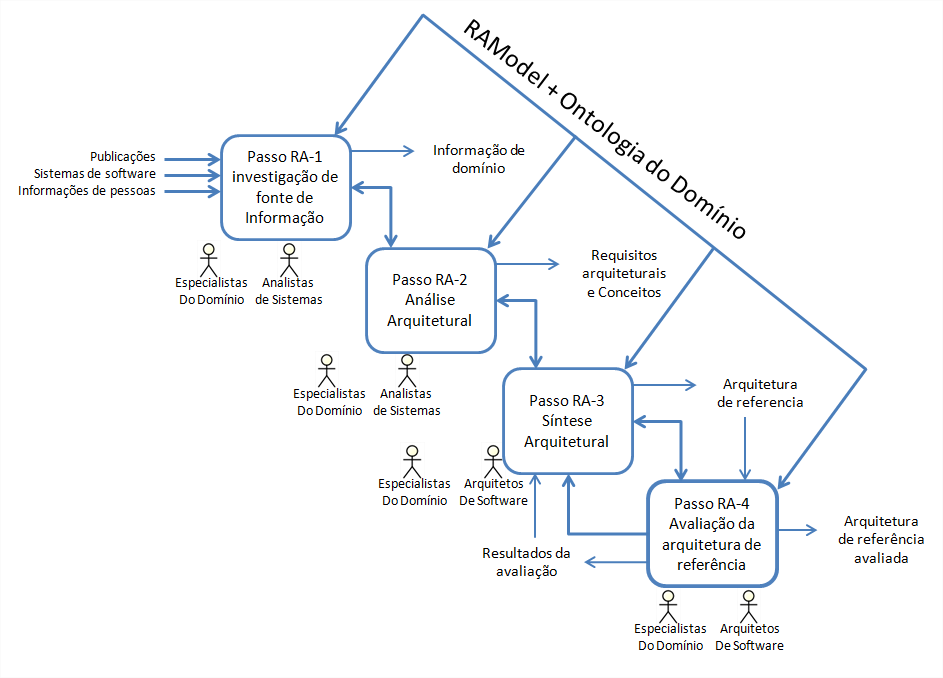 RAModel + Ontologia do Domínio
Publicações
Sistemas de software
Informações de pessoas
Passo RA-1
investigação de
fonte de
Informação
Informação de
domínio
Especialistas
Do Domínio
Analistas
de Sistemas
Passo RA-2
Análise
Arquitetural
Requisitos
arquiteturais
e Conceitos
Especialistas
Do Domínio
Analistas
de Sistemas
Passo RA-3
Síntese
Arquitetural
Arquitetura
de referencia
Especialistas
Do Domínio
Arquitetos
De Software
Passo RA-4
Avaliação da
arquitetura de
referência
Resultados da
avaliação
Arquitetura
de referência
avaliada
Especialistas
Do Domínio
Arquitetos
De Software